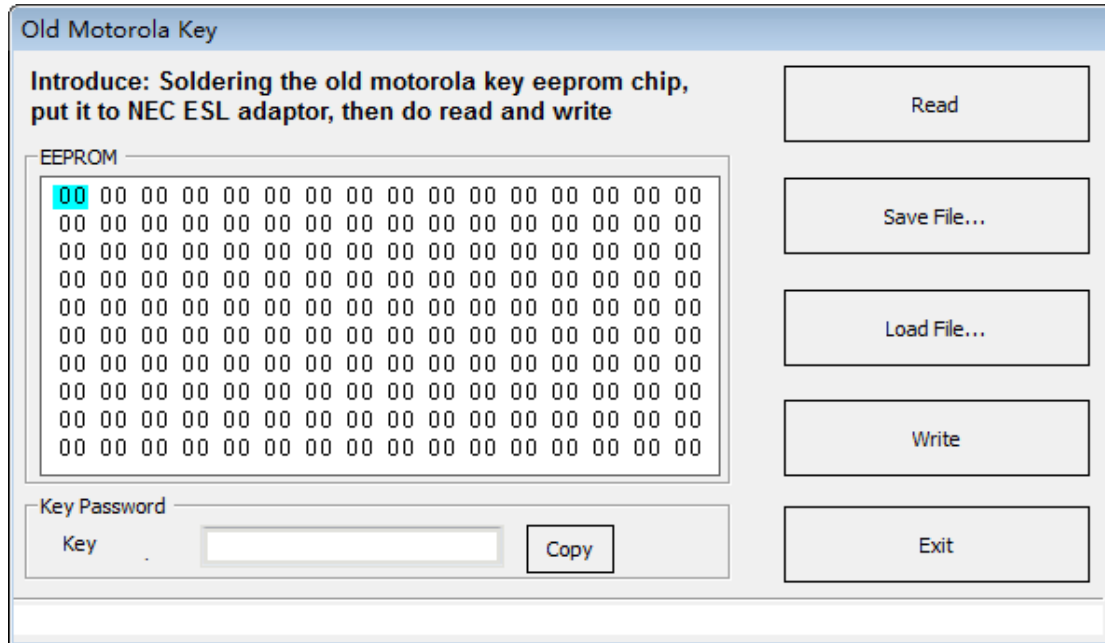 Old Motorola Key
Introduce: Soldering the old motorola key eeprom chip,
put it to NEC ESL adaptor, then do read and write
Read
EEPROM
00 00 00 00 00 00 00 00 00 00 00 00 00 00 00 00
00 00 00 00 00 00 00 00 00 00 00 00 00 00 00 00
00 00 00 00 00 00 00 00 00 00 00 00 00 00 00 00
00 00 00 00 00 00 00 00 00 00 00 00 00 00 00 00
00 00 00 00 00 00 00 00 00 00 00 00 00 00 00 00
00 00 00 00 00 00 00 00 00 00 00 00 00 00 00 00
00 00 00 00 00 00 00 00 00 00 00 00 00 00 00 00
00 00 00 00 00 00 00 00 00 00 00 00 00 00 00 00
00 00 00 00 00 00 00 00 00 00 00 00 00 00 00 00
00 00 00 00 00 00 00 00 00 00 00 00 00 00 00 00
Save File...
Load File...
Write
Key Password
Key .
Copy
Exit